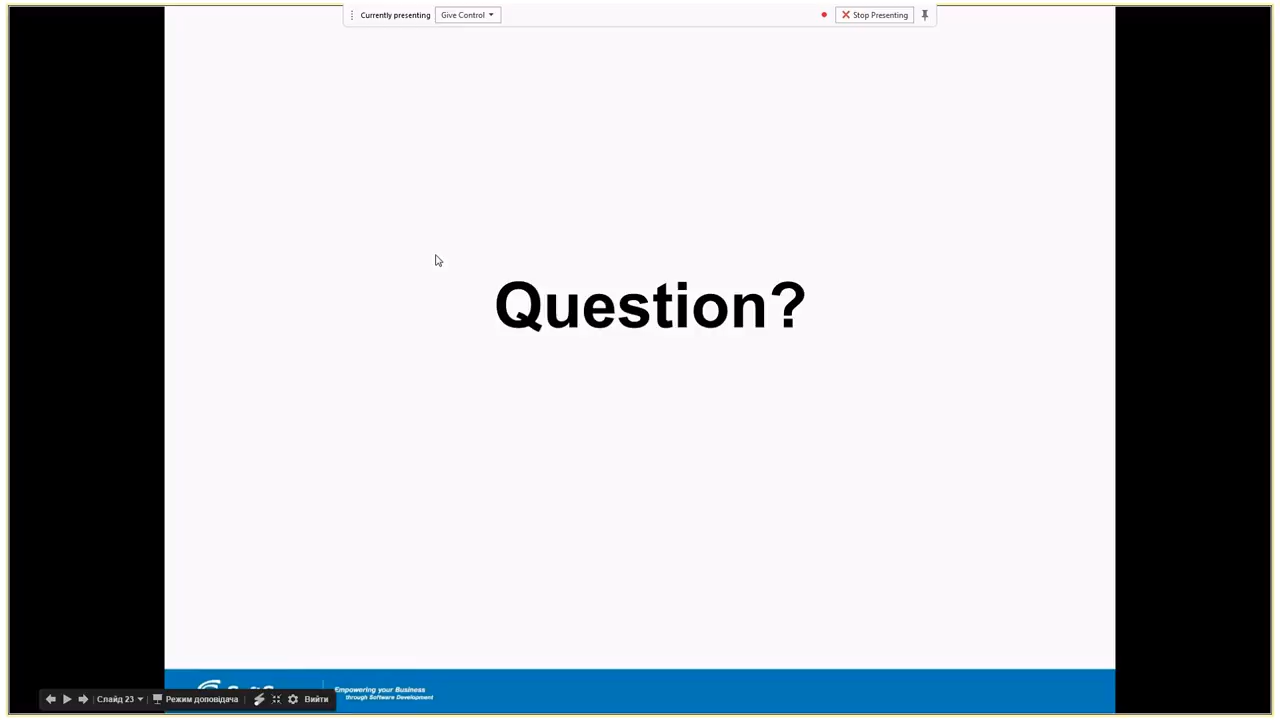 Currently presenting Give Control Stop Presenting
Question?
Empowering your Business
through Software Development
Слайд 23 Режим доповідача Вийти